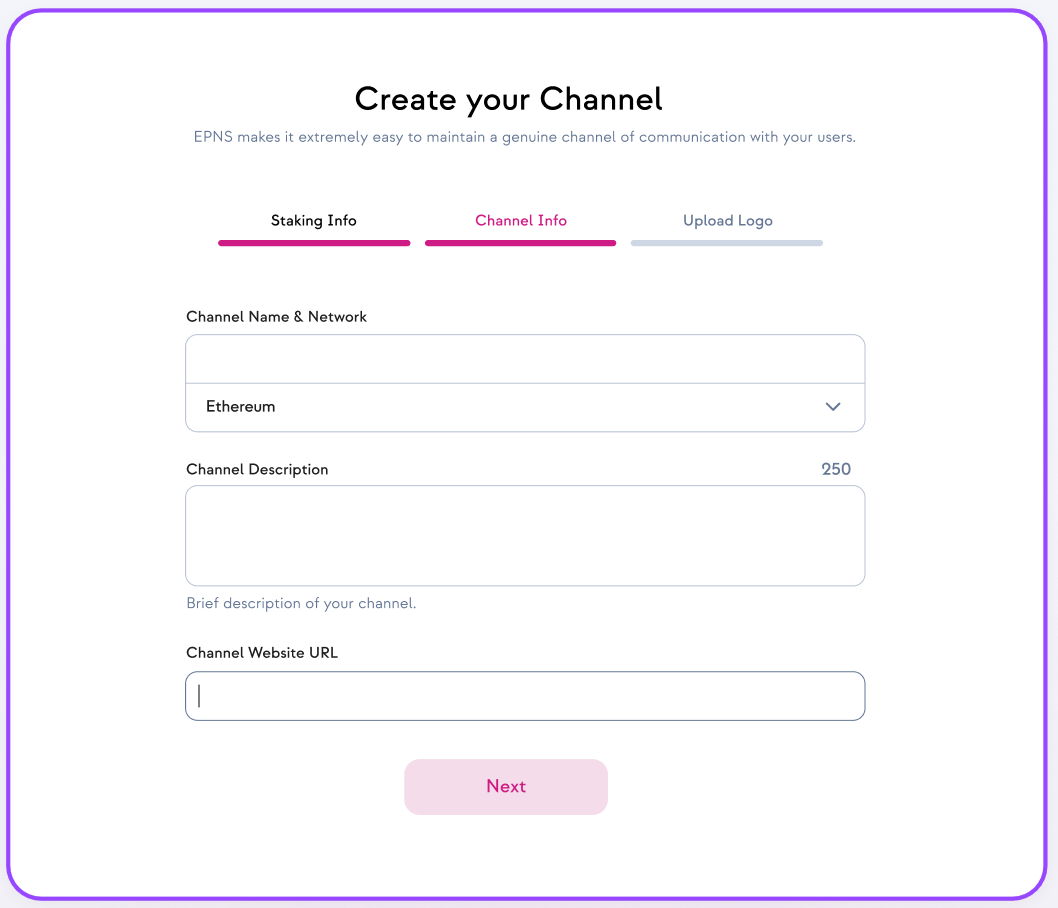 Create your Channel
EPNS makes it extremely easy to maintain a genuine channel of communication with your users.
Staking Info
Channel Info
Upload Logo
Channel Name & Network
Ethereum
Channel Description
250
Brief description of your channel.
Channel Website URL
Next